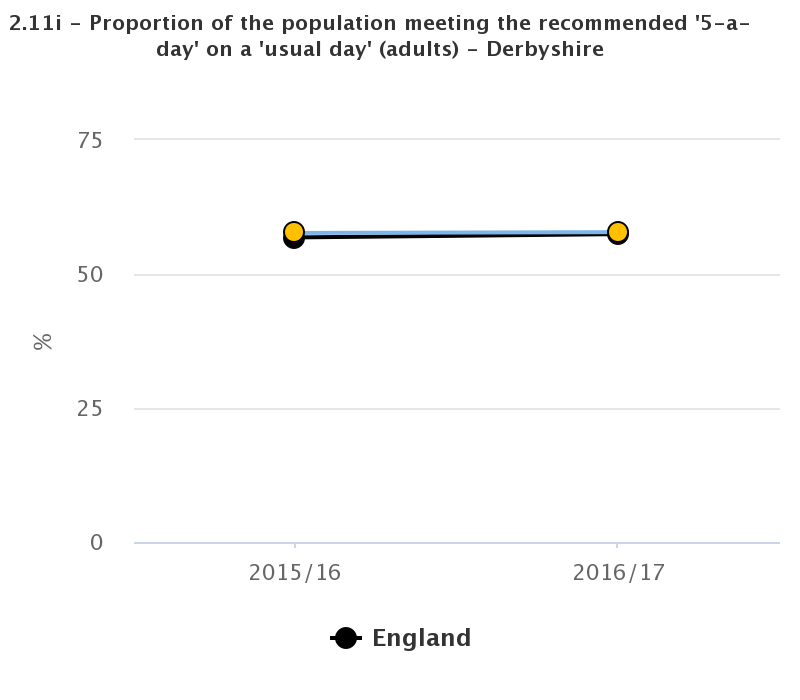 2.11i – Proportion of the population meeting the recommended '5–a–
day' on a 'usual day' (adults) – Derbyshire
75
50
%
25
0
2015/16 2016/17
England